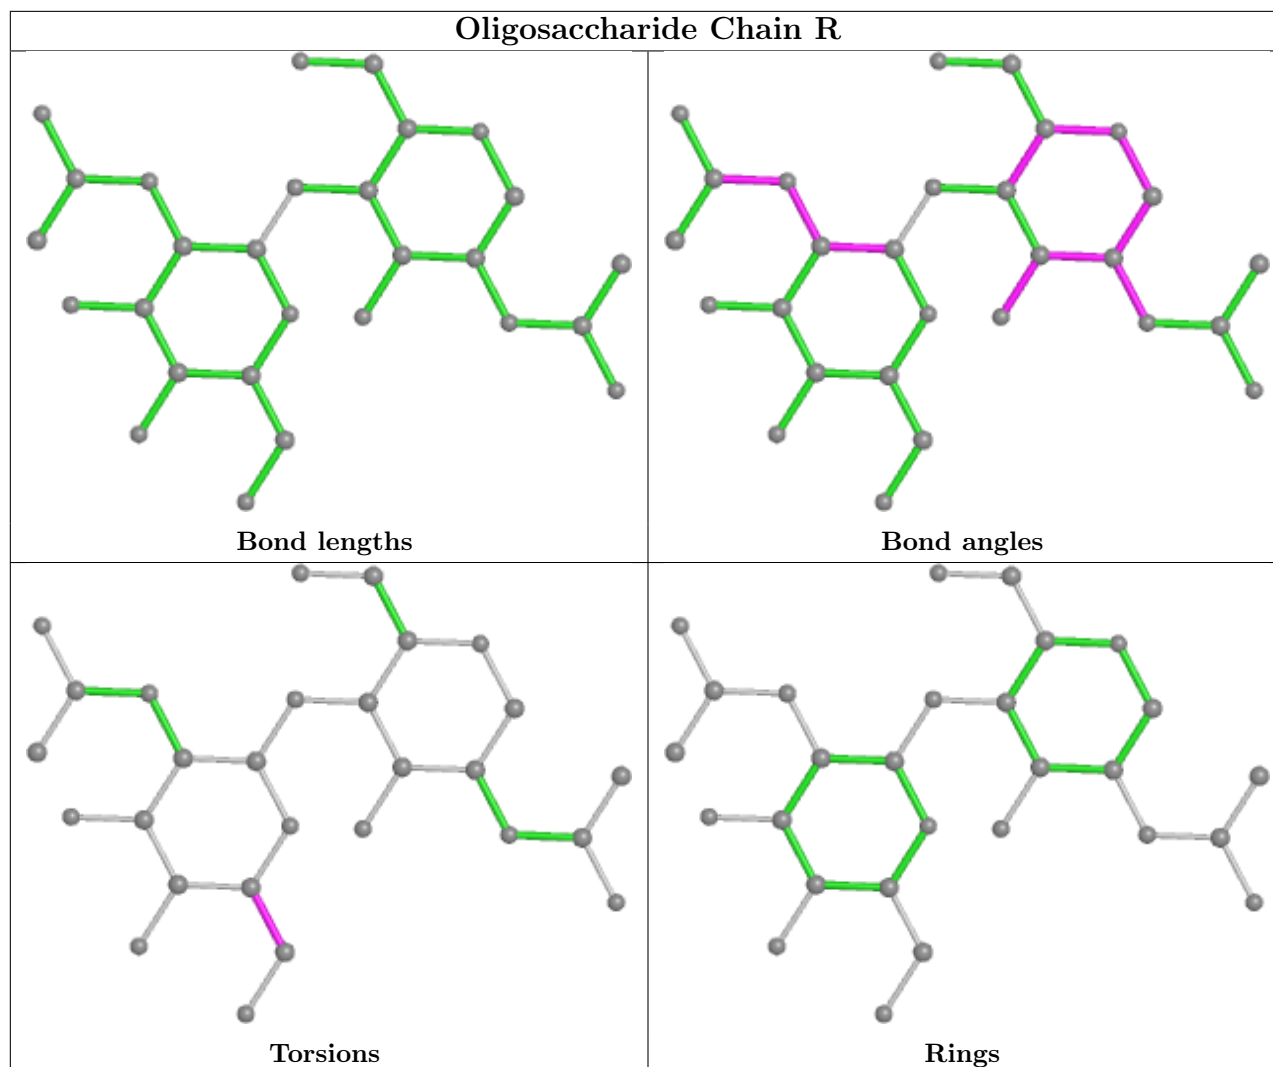 Oligosaccharide Chain R
Bond lengths
Bond angles
Torsions
Rings